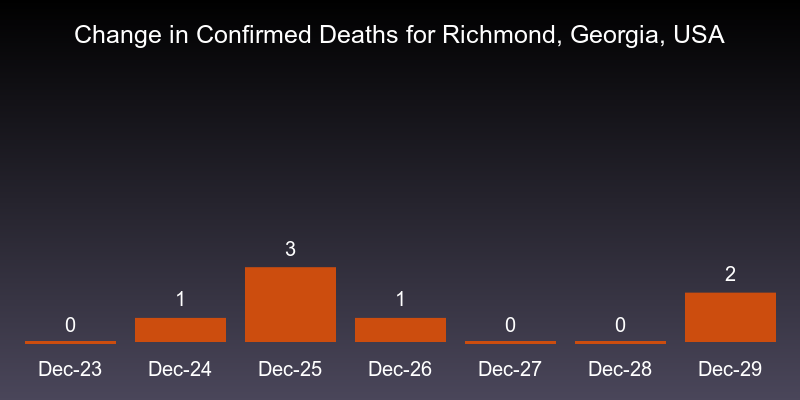 Change in Confirmed Deaths for Richmond, Georgia, USA
3
2
1 1
0 0 0
Dec-23 Dec-24 Dec-25 Dec-26 Dec-27 Dec-28 Dec-29